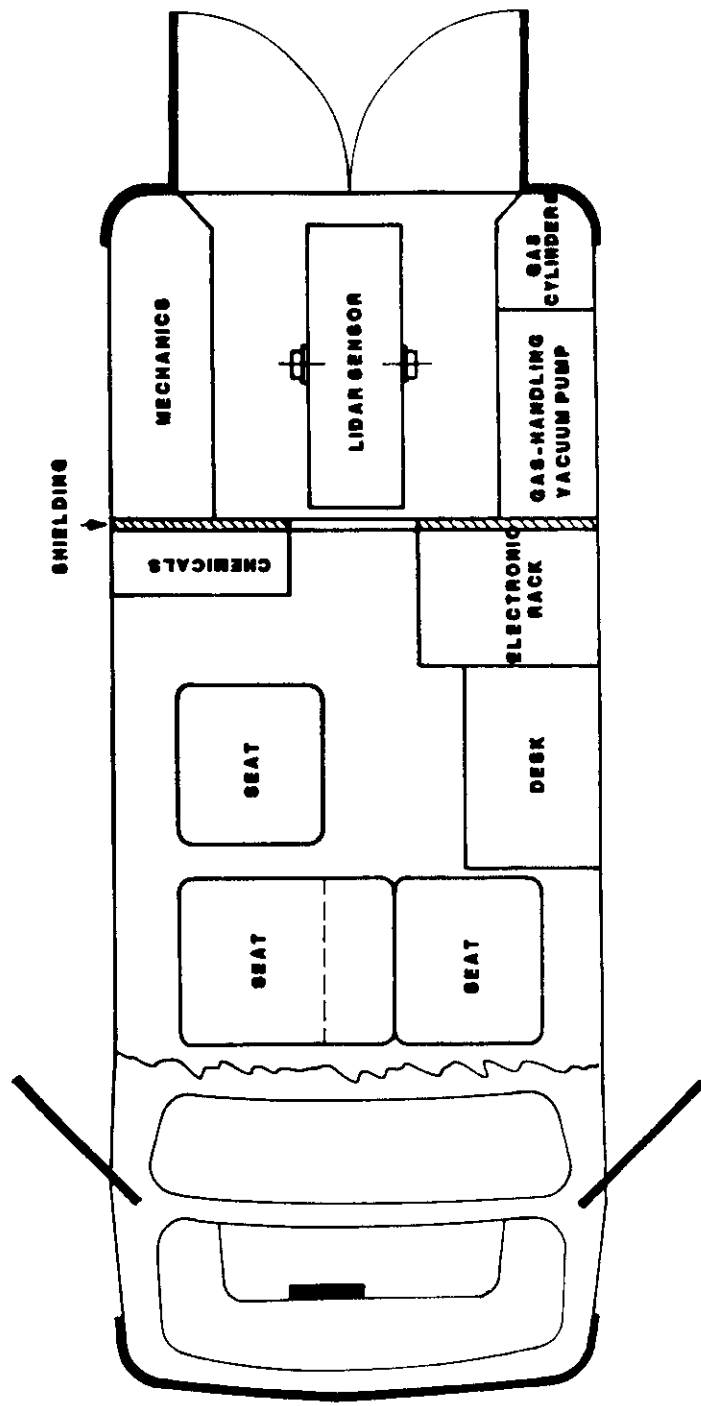 GAS
CYLINDERS
MECHANICS
LIDAR SENSOR
GAS-HANDLING
VACUUM PUMP
SHIELDING
CHEMICALS
ELECTRONIC
RACK
SEAT
DESK
SEAT
SEAT